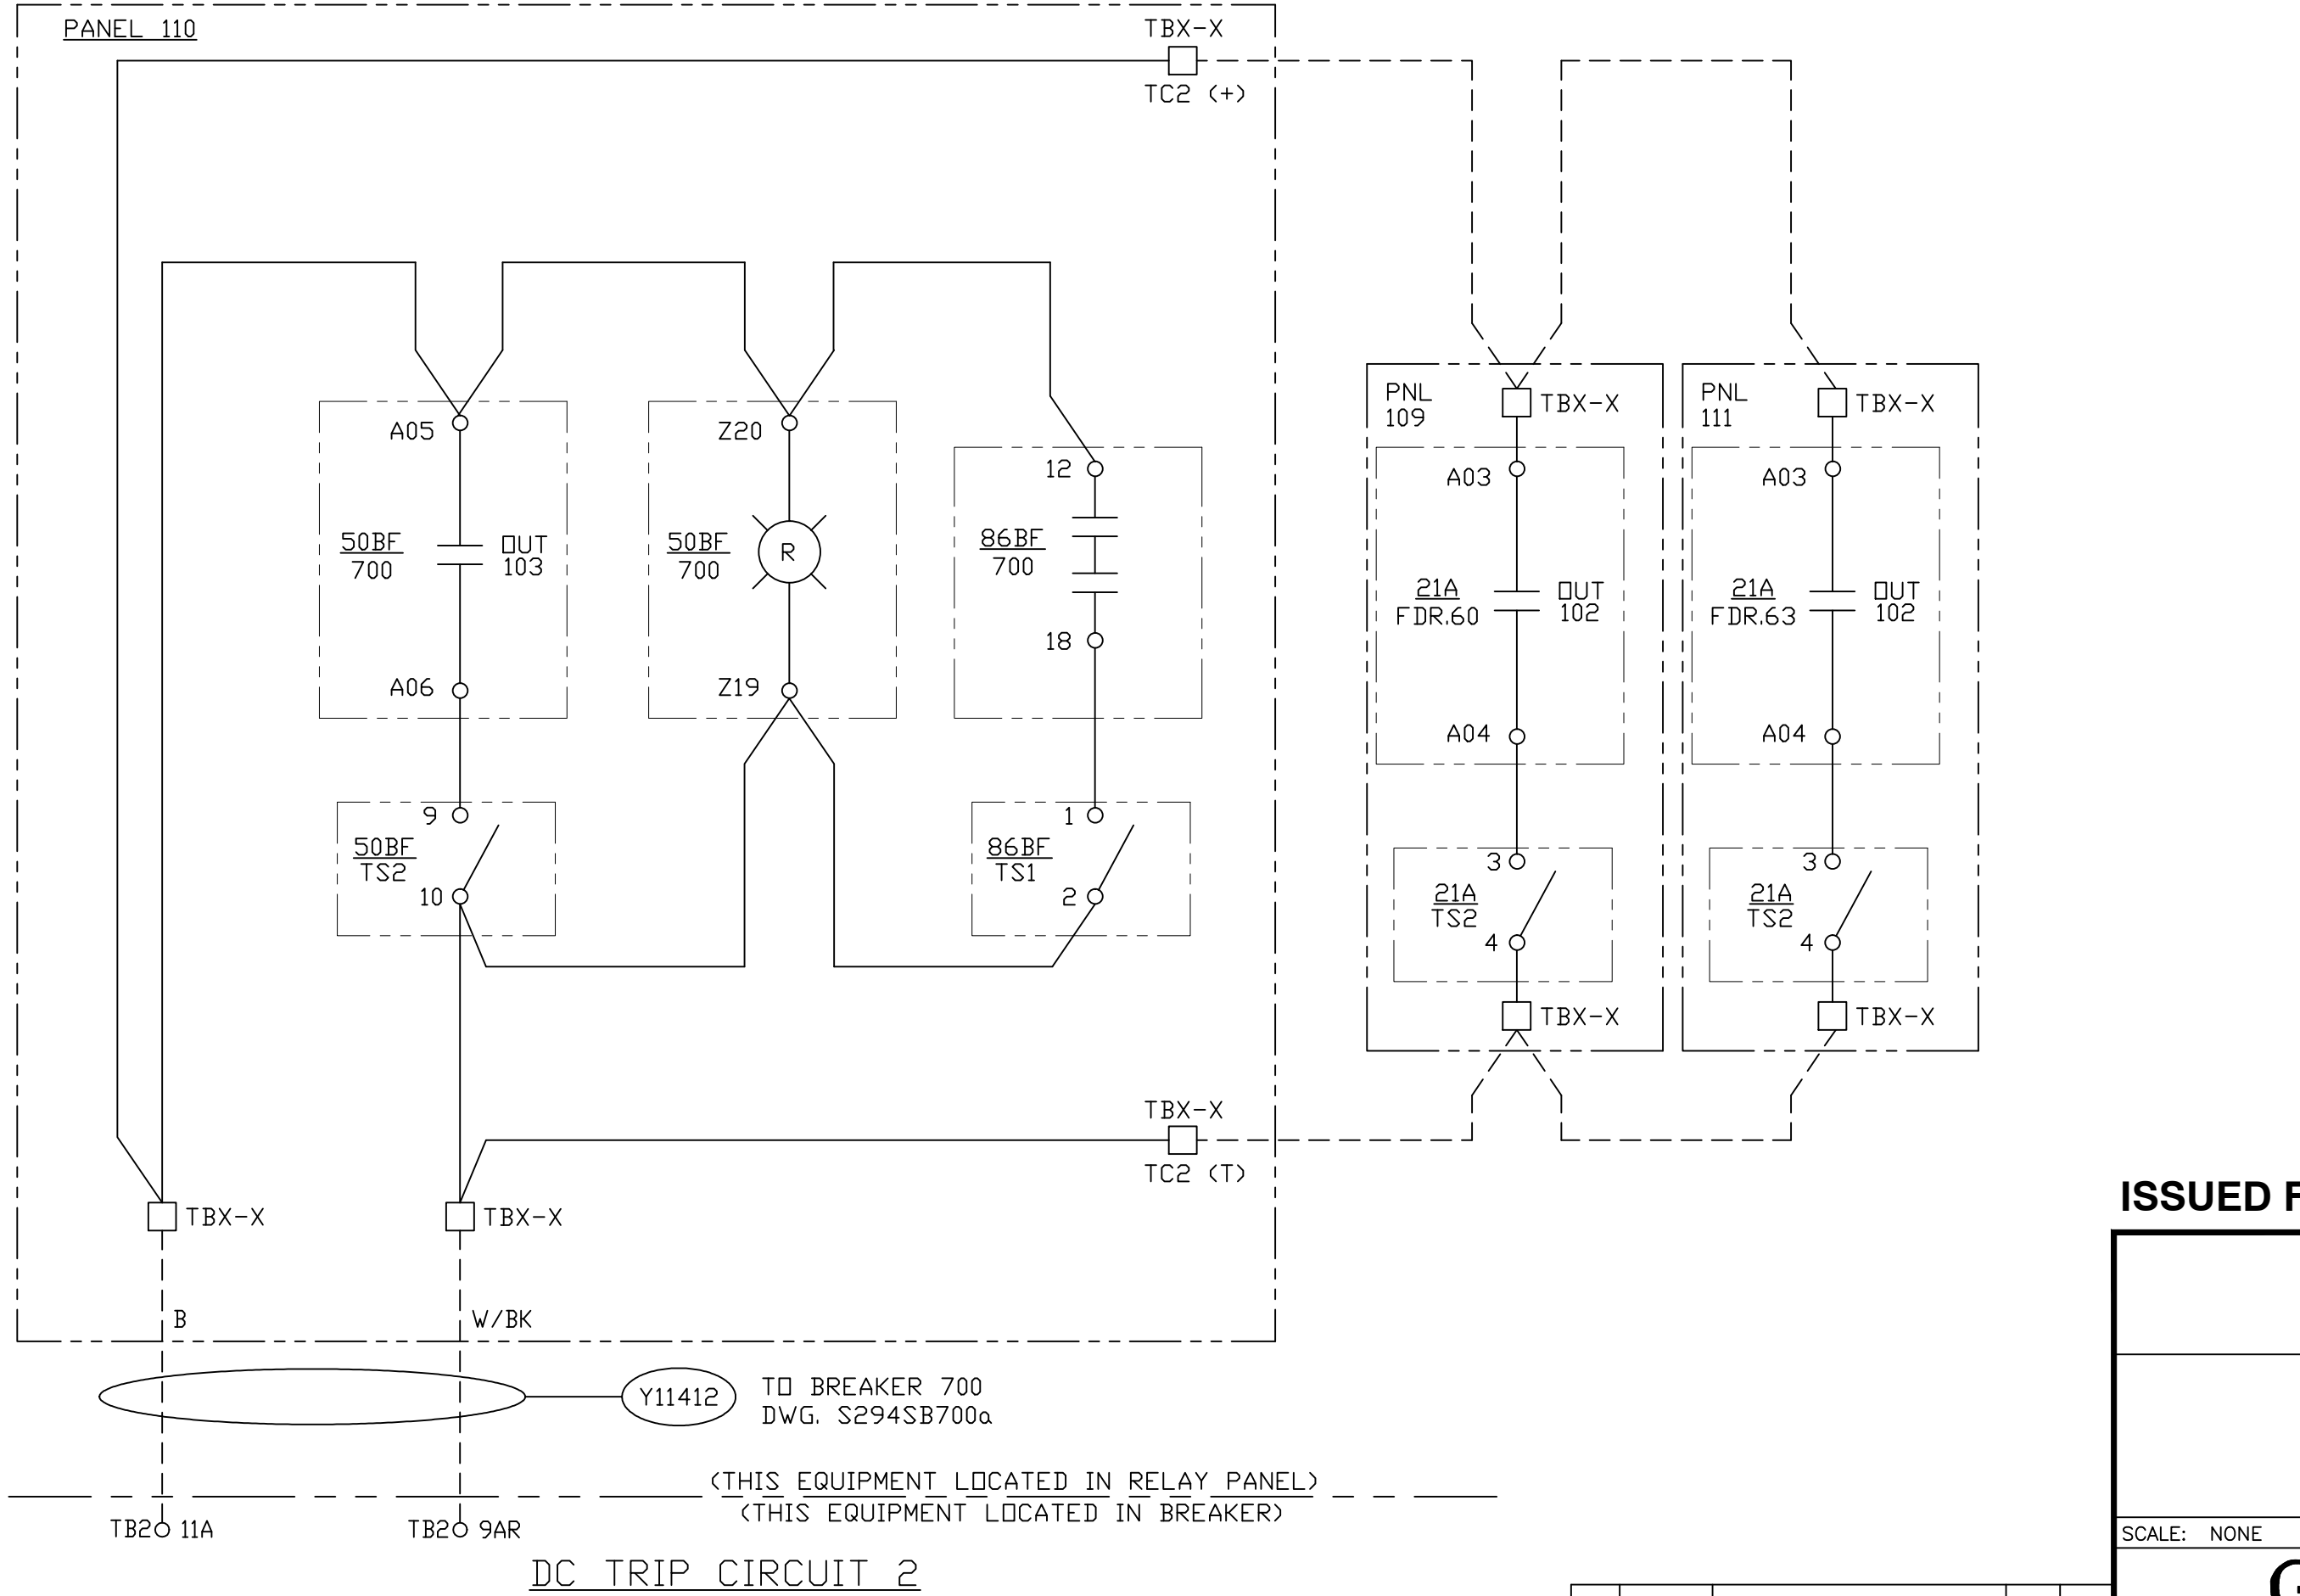 PANEL 110
TBX-X
TC2 (+)
A05
50BF
700
OUT
103
A06
Z20
50BF
700
R
Z19
12
86BF
700
18
9
50BF
TS2
10
1
86BF
TS1
2
PNL
109
TBX-X
A03
21A
FDR.60
OUT
102
A04
3
21A
TS2
4
TBX-X
PNL
111
TBX-X
A03
21A
FDR.63
OUT
102
A04
3
21A
TS2
4
TBX-X
TBX-X
TC2 (T)
TBX-X
TBX-X
B
W/BK
Y11412
TO BREAKER 700
DWG. S294SB700a
(THIS EQUIPMENT LOCATED IN RELAY PANEL)
(THIS EQUIPMENT LOCATED IN BREAKER)
TB2 11A
TB2 9AR
DC TRIP CIRCUIT 2
ISSUED
SCALE: NONE